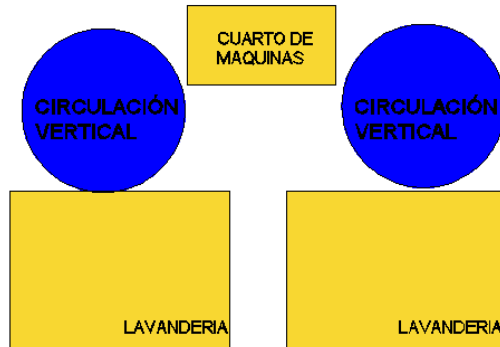 CUARTO DE
MAQUINAS
CIRCULACIÓN
VERTICAL
CIRCULACIÓN
VERTICAL
LAVANDERIA
LAVANDERIA